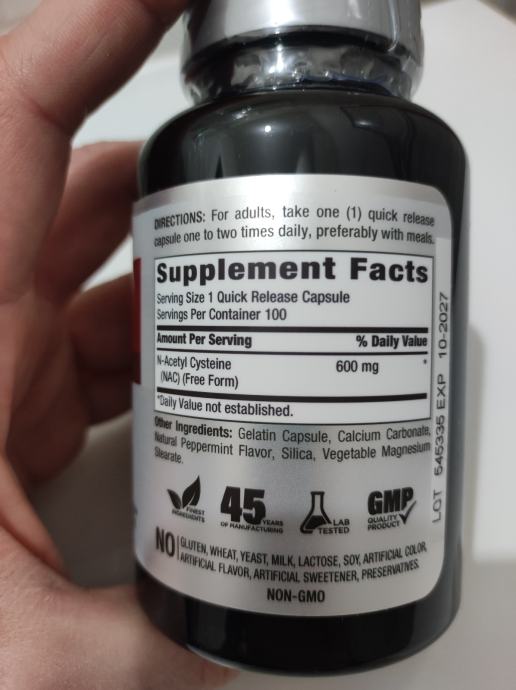 DIRECTIONS: For adults, take one (1) quick release
capsule one to two times daily, preferably with meals.
Supplement Facts
Serving Size 1 Quick Release Capsule
Servings Per Container 100
Amount Per Serving % Daily Value
N-Acetyl Cysteine 600 mg *
(NAC) (Free Form)
*Daily Value not established.
Other Ingredients: Gelatin Capsule, Calcium Carbonate,
Natural Peppermint Flavor, Silica, Vegetable Magnesium
Stearate.
FINEST
INGREDIENTS
45 YEARS
OF MANUFACTURING
LAB
TESTED
GMP
QUALITY
PRODUCT
NO GLUTEN, WHEAT, YEAST, MILK, LACTOSE, SOY, ARTIFICIAL COLOR,
ARTIFICIAL FLAVOR, ARTIFICIAL SWEETENER, PRESERVATIVES.
NON-GMO
LOT 545335 EXP 10-2027